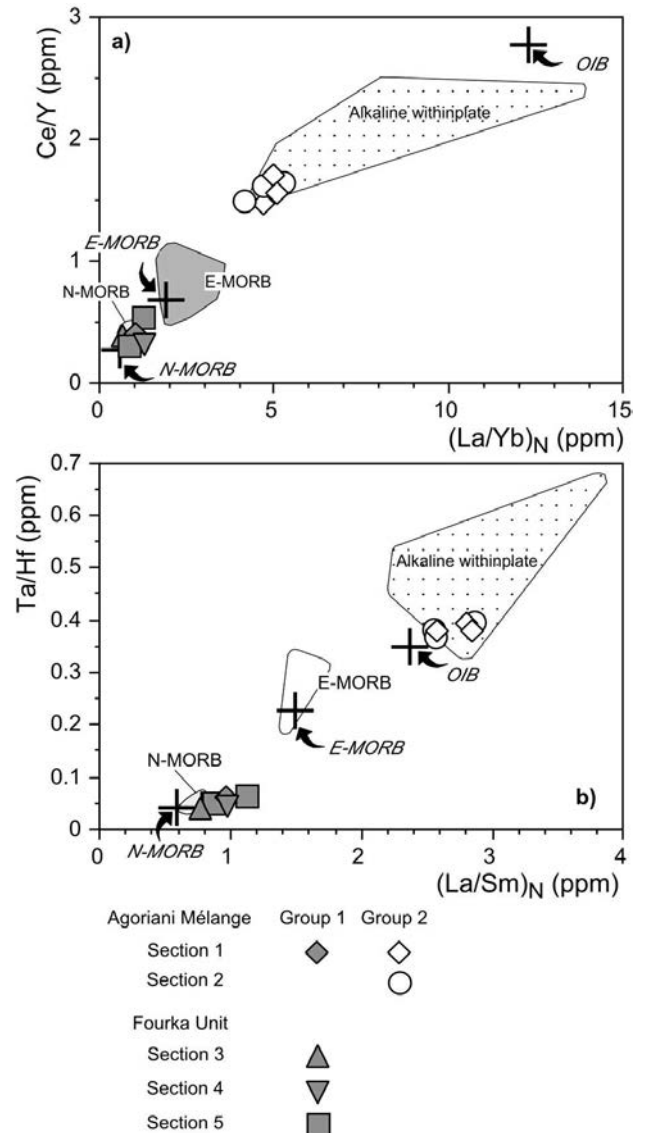 a)
Ce/Y (ppm)
3
2
1
0
OIB
Alkaline withinplate
E-MORB
E-MORB
N-MORB
N-MORB
0 5 10 15
(La/Yb)N (ppm)
Ta/Hf (ppm)
0.7
0.6
0.5
0.4
0.3
0.2
0.1
0
Alkaline withinplate
OIB
E-MORB
E-MORB
N-MORB
N-MORB
b)
0 1 2 3 4
(La/Sm)N (ppm)
Agoriani Mélange Group 1 Group 2
Section 1
Section 2
Fourka Unit
Section 3
Section 4
Section 5